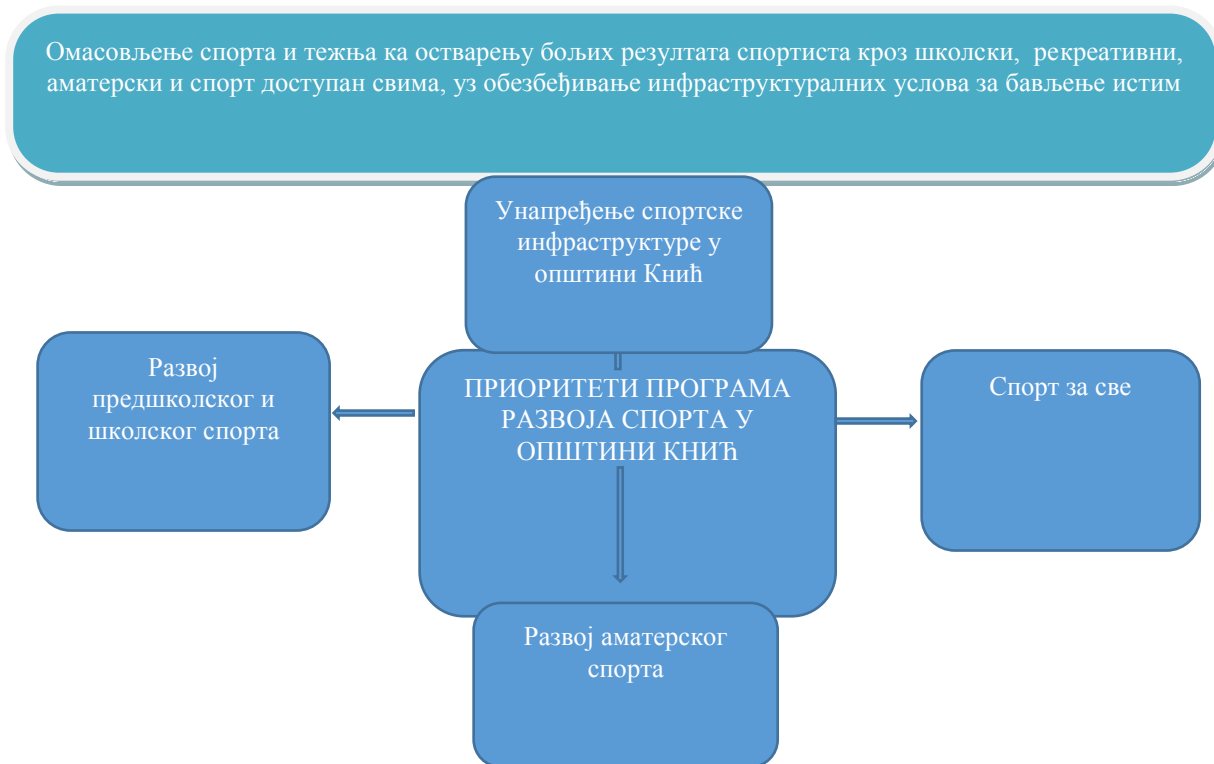 Омасовљење спорта и тежња ка остварењу бољих резултата спортиста кроз школски, рекреативни,
аматерски и спорт доступан свима, уз обезбеђивање инфраструктуралних услова за бављење истим
Унапређење спортске
инфраструктуре у
општини Кнић
Развој
предшколског и
школског спорта
ПРИОРИТЕТИ ПРОГРАМА
РАЗВОЈА СПОРТА У
ОПШТИНИ КНИЋ
Спорт за све
Развој аматерског
спорта